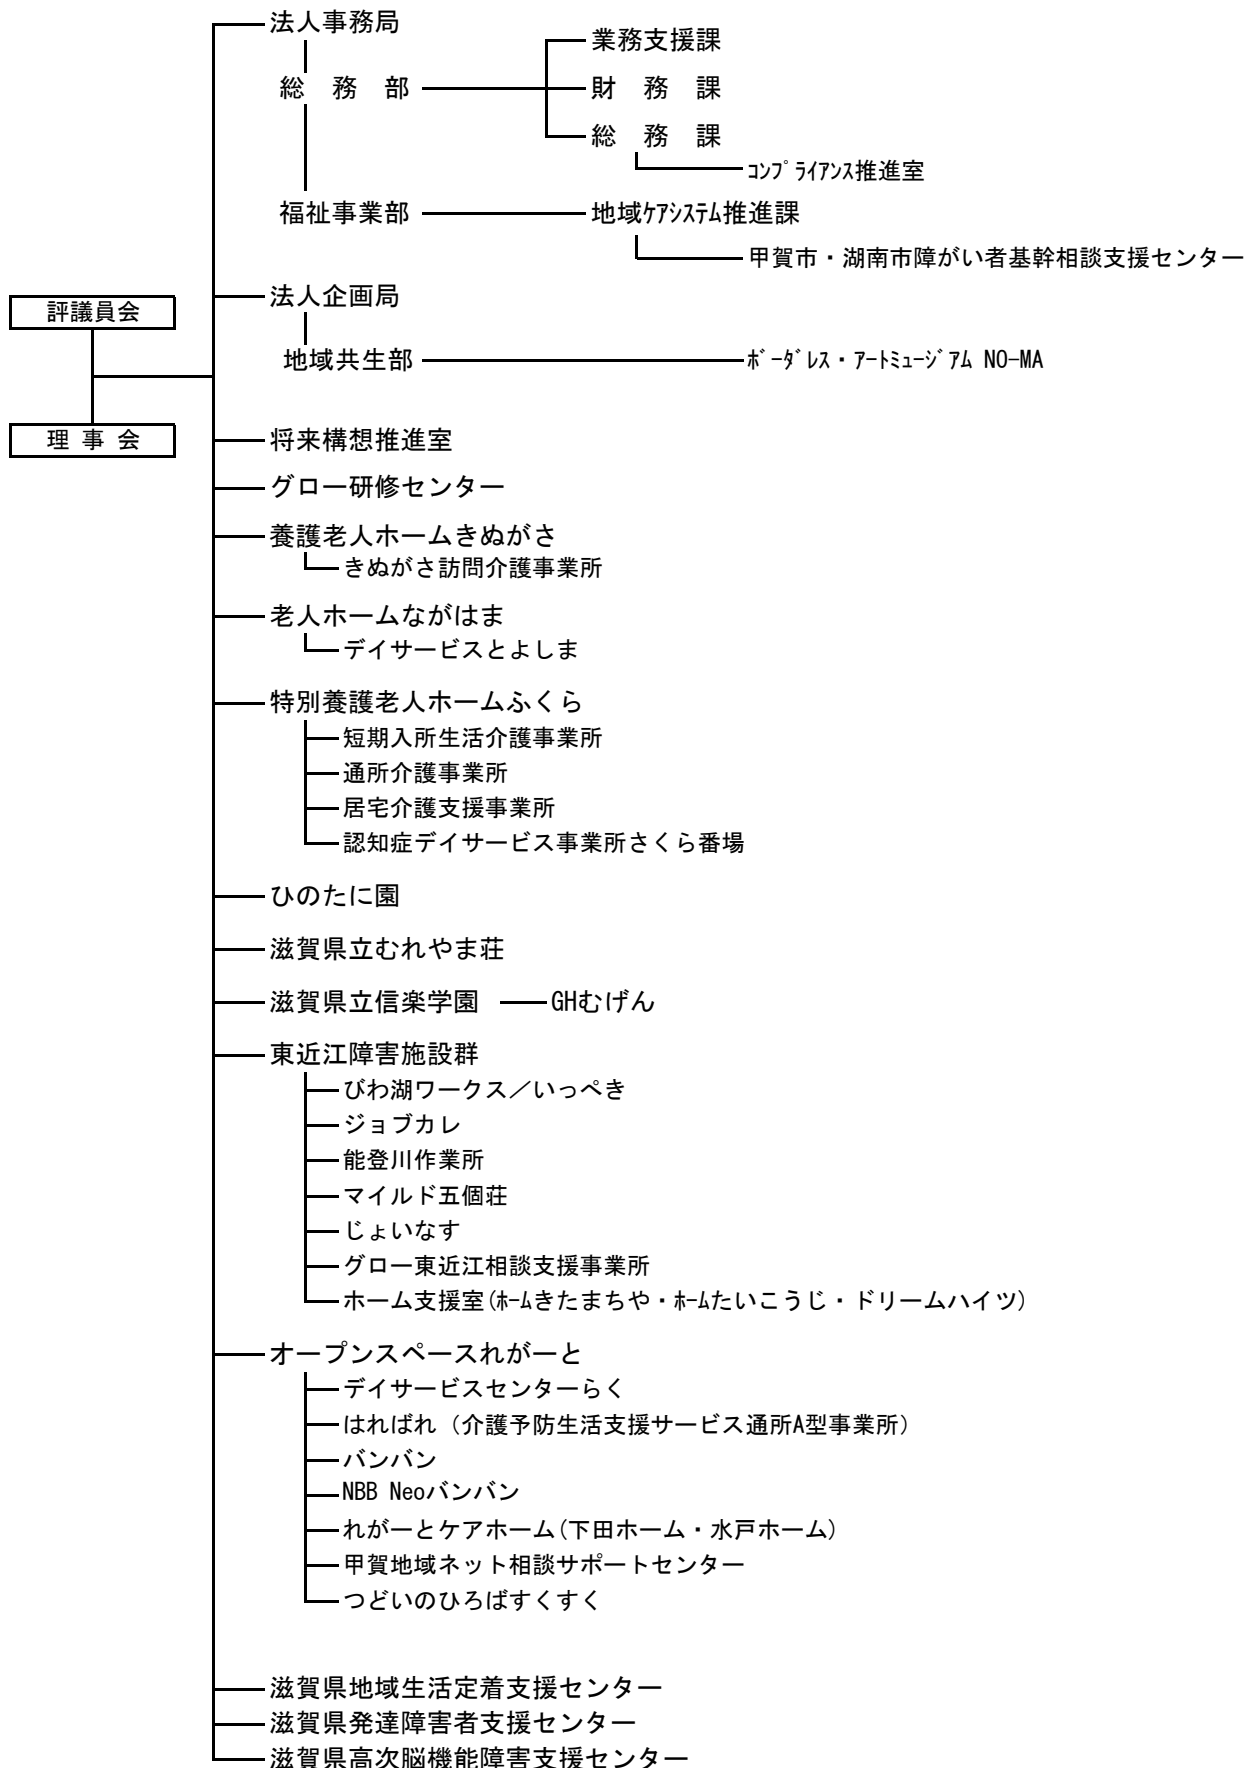 法人事務局
業務支援課
総　務　部
財　務　課
総　務　課
ｺﾝﾌﾟﾗｲｱﾝｽ推進室
福祉事業部
地域ｹｱｼｽﾃﾑ推進課
甲賀市・湖南市障がい者基幹相談支援センター
法人企画局
評議員会
地域共生部
ﾎﾞｰﾀﾞﾚｽ・ｱｰﾄﾐｭｰｼﾞｱﾑ NO-MA
理 事 会
将来構想推進室
グロー研修センター
養護老人ホームきぬがさ
きぬがさ訪問介護事業所
老人ホームながはま
デイサービスとよしま
特別養護老人ホームふくら
短期入所生活介護事業所
通所介護事業所
居宅介護支援事業所
認知症デイサービス事業所さくら番場
ひのたに園
滋賀県立むれやま荘
滋賀県立信楽学園
GHむげん
東近江障害施設群
びわ湖ワークス／いっぺき
ジョブカレ
能登川作業所
マイルド五個荘
じょいなす
グロー東近江相談支援事業所
ホーム支援室(ﾎｰﾑきたまちや・ﾎｰﾑたいこうじ・ドリームハイツ)
オープンスペースれがーと
デイサービスセンターらく
はればれ（介護予防生活支援サービス通所A型事業所）
バンバン
NBB Neoバンバン
れがーとケアホーム(下田ホーム・水戸ホーム)
甲賀地域ネット相談サポートセンター
つどいのひろばすくすく
滋賀県地域生活定着支援センター
滋賀県発達障害者支援センター
滋賀県高次脳機能障害支援センター